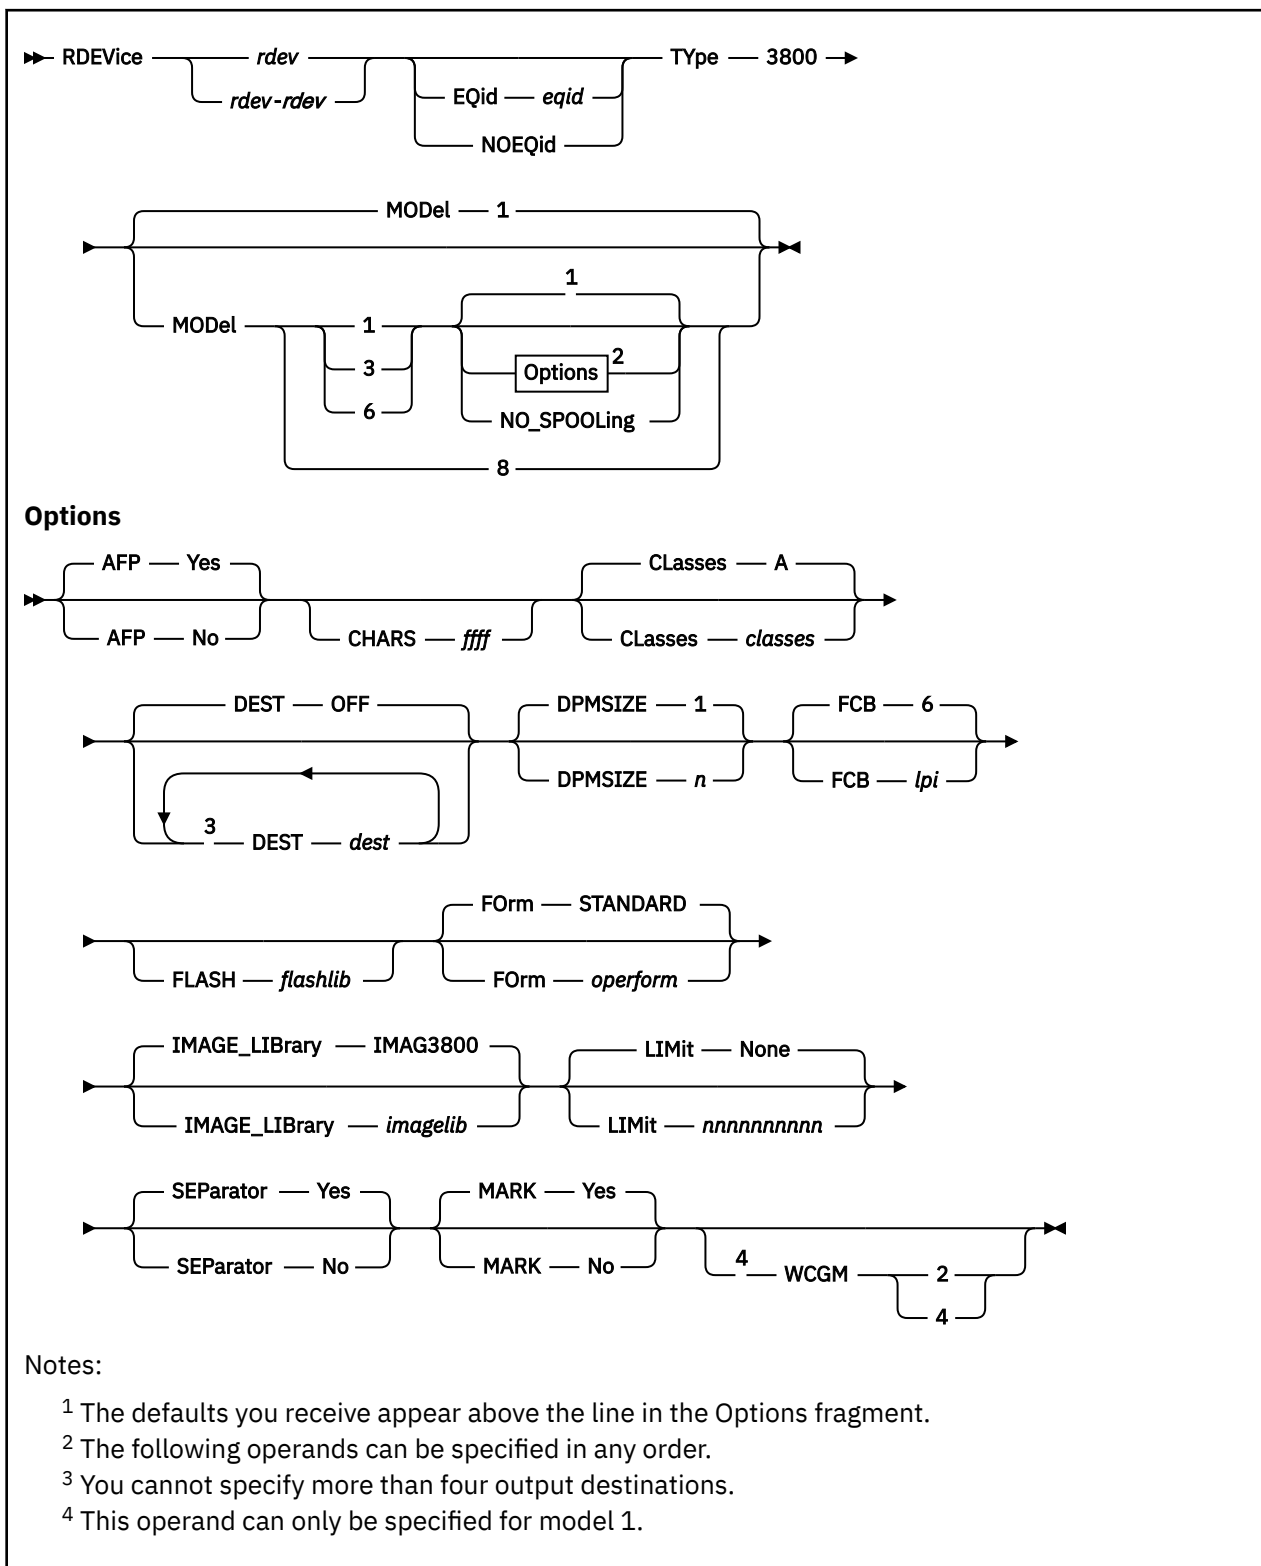 RDEVice rdev TYpe 3800
rdev-rdev EQid eqid
NOEQid
MODel 1
1
MODel 1
3 Options 2
6 NO_SPOOLing
8
Options
AFP Yes CLasses A
AFP No CHARS ffff CLasses classes
DEST OFF DPMSIZE 1 FCB 6
DPMSIZE n FCB lpi
3 DEST dest
FOrm STANDARD
FLASH flashlib FOrm operform
IMAGE_LIBrary IMAG3800 LIMit None
IMAGE_LIBrary imagelib LIMit nnnnnnnnnn
SEParator Yes MARK Yes
SEParator No MARK No 4 WCGM 2
4
Notes:
1 The defaults you receive appear above the line in the Options fragment.
2 The following operands can be specified in any order.
3 You cannot specify more than four output destinations.
4 This operand can only be specified for model 1.